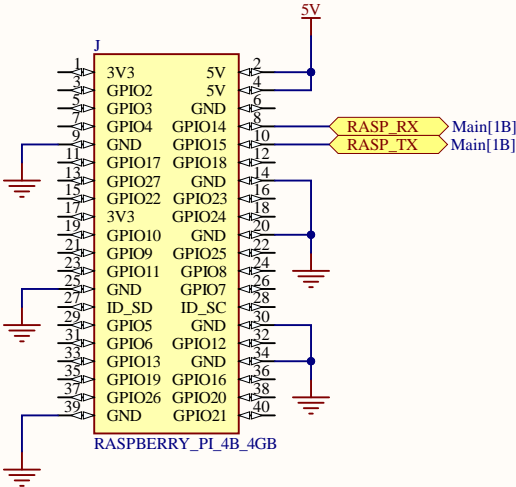 5V
J
1 3V3 5V 2
3 GPIO2 5V 4
5 GPIO3 GND 6
7 GPIO4 GPIO14 8 RASP_RX Main[1B]
9 GND GPIO15 10 RASP_TX Main[1B]
11 GPIO17 GPIO18 12
13 GPIO27 GND 14
15 GPIO22 GPIO23 16
17 3V3 GPIO24 18
19 GPIO10 GND 20
21 GPIO9 GPIO25 22
23 GPIO11 GPIO8 24
25 GND GPIO7 26
27 ID_SD ID_SC 28
29 GPIO5 GND 30
31 GPIO6 GPIO12 32
33 GPIO13 GND 34
35 GPIO19 GPIO16 36
37 GPIO26 GPIO20 38
39 GND GPIO21 40
RASPBERRY_PI_4B_4GB